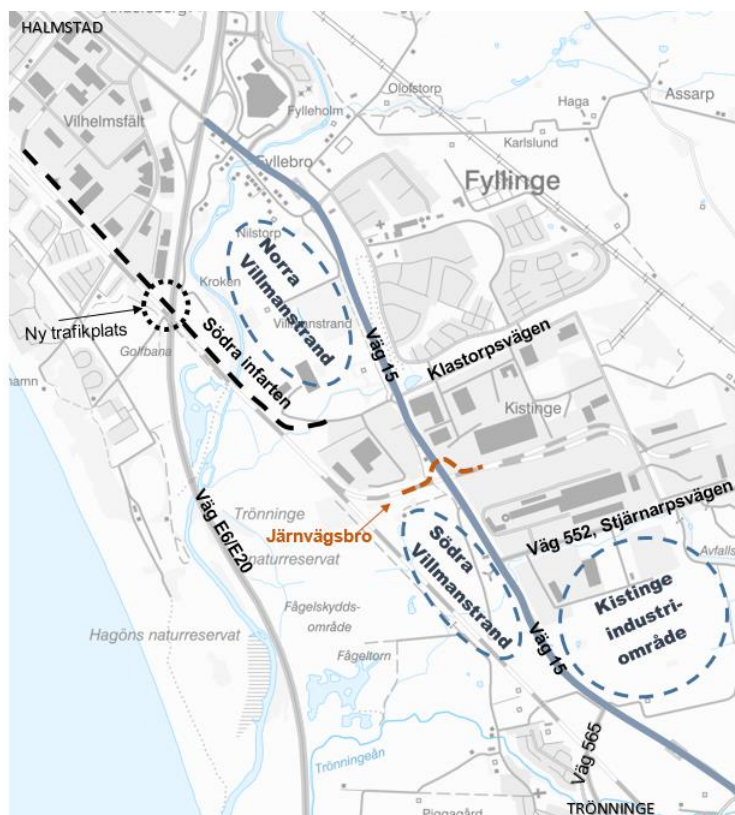 HALMSTAD
Vilhelmsfält
Fylleholm
Olofstorp
Haga
Assarp
Karlslund
Fyllebro
Fyllinge
Nilstorp
Kroken
Norra
Villmanstrand
Villmanstrand
Ny trafikplats
Golfbana
Södra infarten
Väg 15
Klastorpsvägen
Kistinge
Väg E6/E20
Trönninge
naturreservat
Järnvägsbro
Väg 552, Stjärnarpsvägen
Södra
Villmanstrand
Kistinge
industri-
område
Hagöns naturreservat
Fågelskydds-
område
Fågeltorn
Väg 15
Väg 565
Trönningeån
TRÖNNINGE